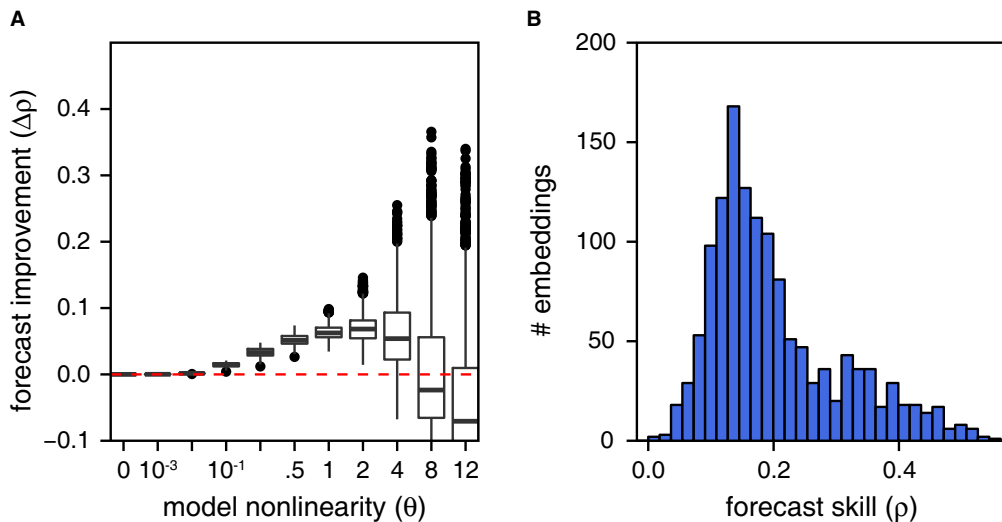 A
forecast improvement (Δρ)
0.4
0.3
0.2
0.1
0.0
−0.1
0 10⁻³ 10⁻¹ .5 1 2 4 8 12
model nonlinearity (θ)
B
# embeddings
200
150
100
50
0
0.0 0.2 0.4
forecast skill (ρ)